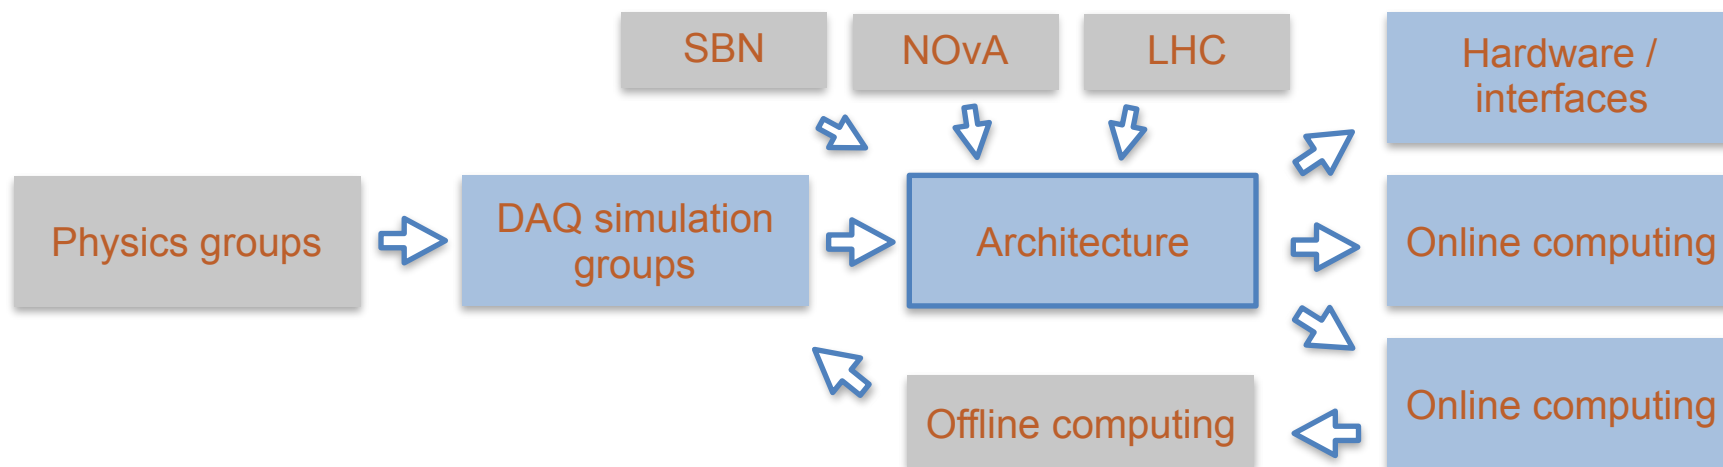 SBN
NOvA
LHC
Hardware /
interfaces
Physics groups
DAQ simulation
groups
Architecture
Online computing
Online computing
Offline computing